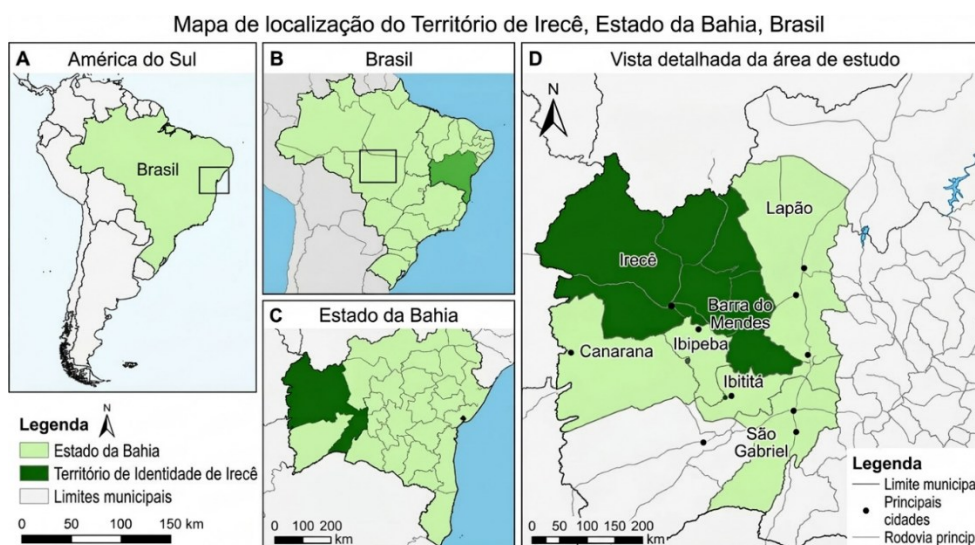 Mapa de localização do Território de Irecê, Estado da Bahia, Brasil
A
América do Sul
Brasil
Legenda
N
Estado da Bahia
Território de Identidade de Irecê
Limites municipais
0 50 100 150 km
B
Brasil
C
Estado da Bahia
0 100 200
km
D
Vista detalhada da área de estudo
N
Lapão
Irecê
Barra do
Mendes
Ibipeba
Canarana
Ibititá
São
Gabriel
0 50 100 200 km
Legenda
Limite municipa
Principais
cidades
Rodovia princip